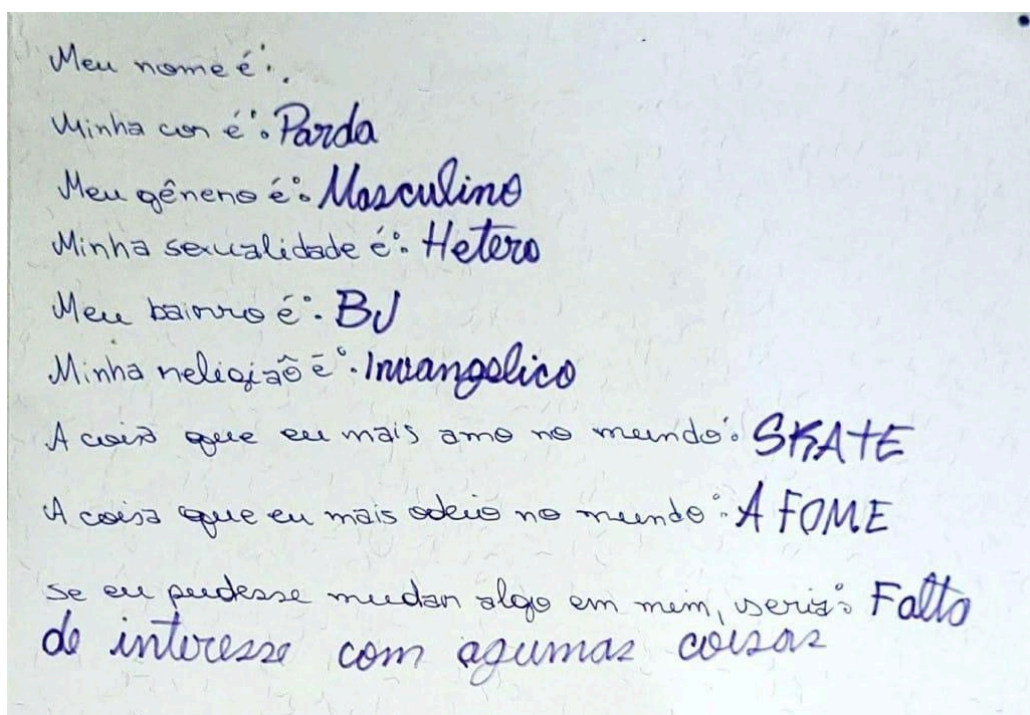 Meu nome é:
Minha cor é: Parda
Meu gênero é: Masculino
Minha sexualidade é: Hetero
Meu bairro é: BJ
Minha religião é: Invangelico
A coisa que eu mais amo no mundo: SKATE
A coisa que eu mais odeio no mundo: A FOME
se eu pudesse mudar algo em mim, seria: Falta
de interesse com agumas coisas